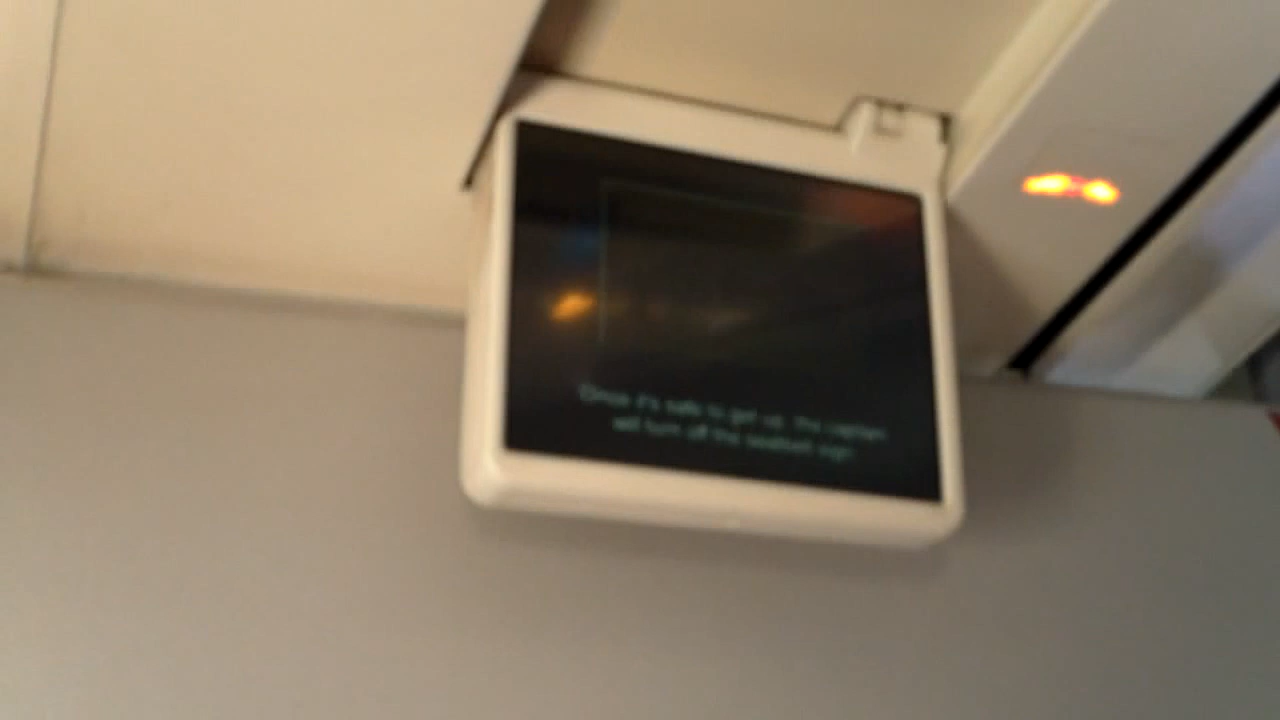 Once it's safe to get up, the captain
will turn off the seatbelt sign.